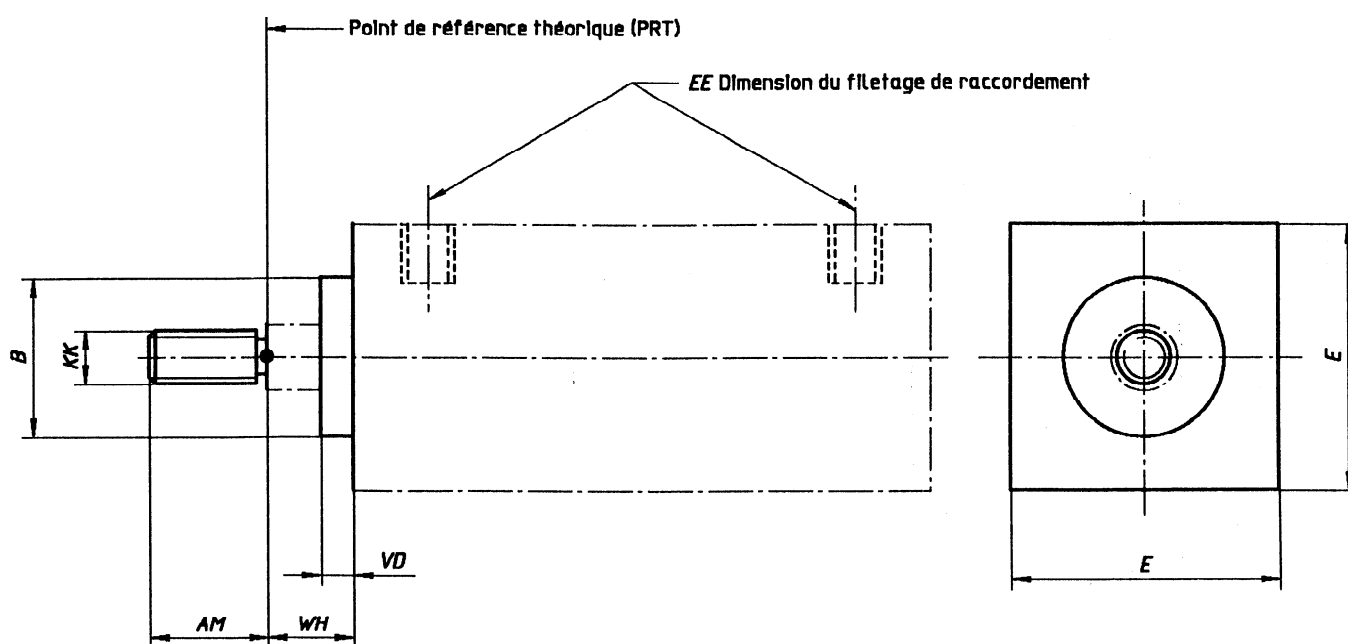 Point de référence théorique (PRT)
EE Dimension du filetage de raccordement
B
KK
E
VD
E
AM
WH